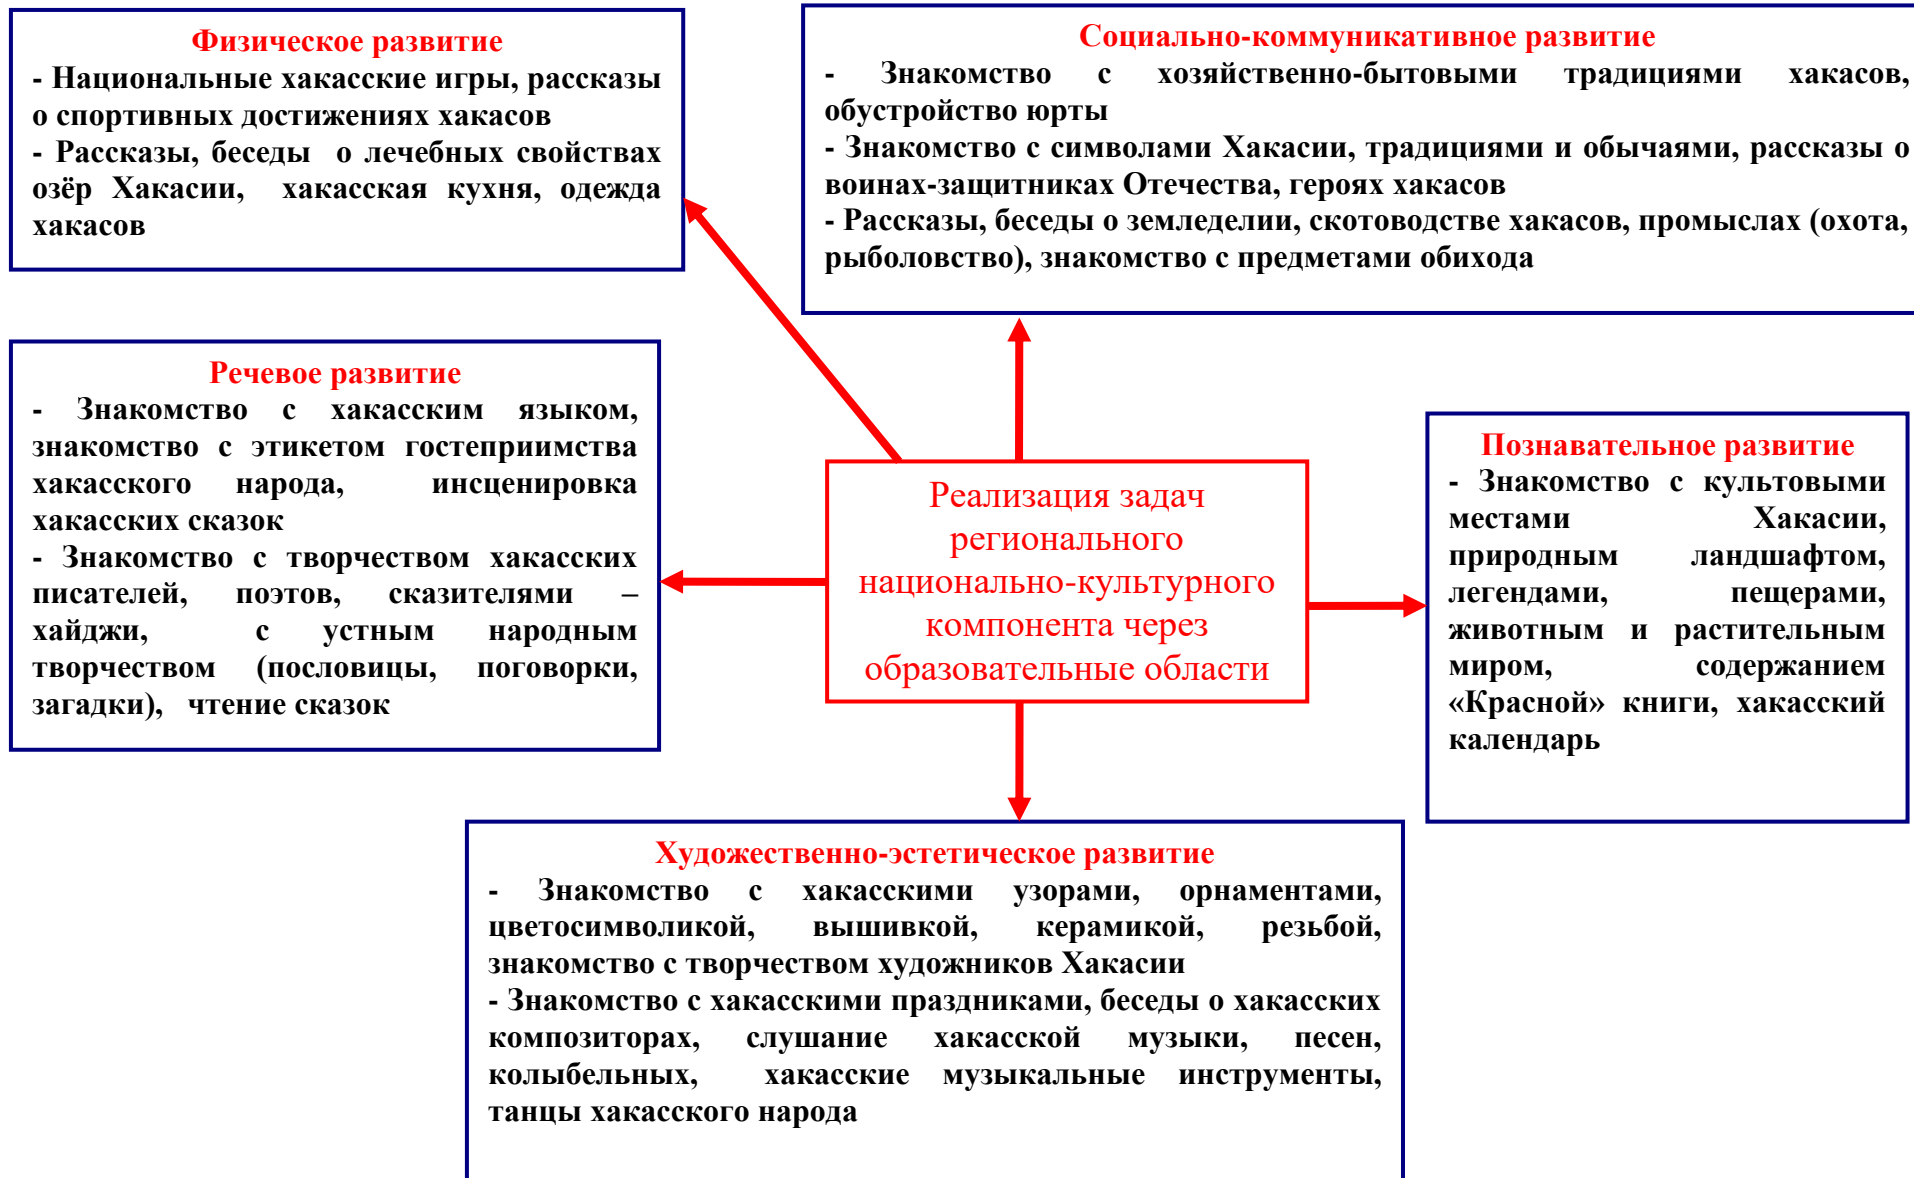 Физическое развитие
- Национальные хакасские игры, рассказы
о спортивных достижениях хакасов
- Рассказы, беседы о лечебных свойствах
озёр Хакасии, хакасская кухня, одежда
хакасов
Социально-коммуникативное развитие
- Знакомство с хозяйственно-бытовыми традициями хакасов,
обустройство юрты
- Знакомство с символами Хакасии, традициями и обычаями, рассказы о
воинах-защитниках Отечества, героях хакасов
- Рассказы, беседы о земледелии, скотоводстве хакасов, промыслах (охота,
рыболовство), знакомство с предметами обихода
Речевое развитие
- Знакомство с хакасским языком,
знакомство с этикетом гостеприимства
хакасского народа, инсценировка
хакасских сказок
- Знакомство с творчеством хакасских
писателей, поэтов, сказителями –
хайджи, с устным народным
творчеством (пословицы, поговорки,
загадки), чтение сказок
Реализация задач
регионального
национально-культурного
компонента через
образовательные области
Познавательное развитие
- Знакомство с культовыми
местами Хакасии,
природным ландшафтом,
легендами, пещерами,
животным и растительным
миром, содержанием
«Красной» книги, хакасский
календарь
Художественно-эстетическое развитие
- Знакомство с хакасскими узорами, орнаментами,
цветосимволикой, вышивкой, керамикой, резьбой,
знакомство с творчеством художников Хакасии
- Знакомство с хакасскими праздниками, беседы о хакасских
композиторах, слушание хакасской музыки, песен,
колыбельных, хакасские музыкальные инструменты,
танцы хакасского народа